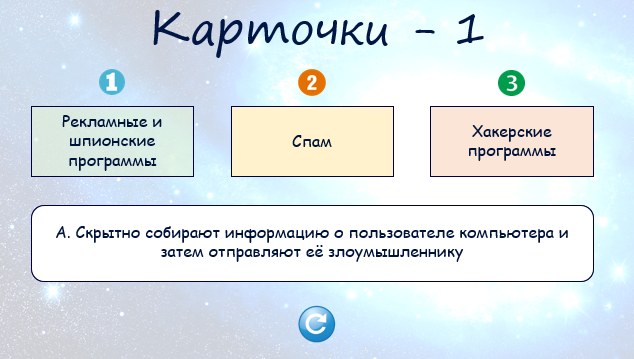 Карточки - 1
1
2
3
Рекламные и
шпионские
программы
Спам
Хакерские
программы
А. Скрытно собирают информацию о пользователе компьютера и
затем отправляют её злоумышленнику